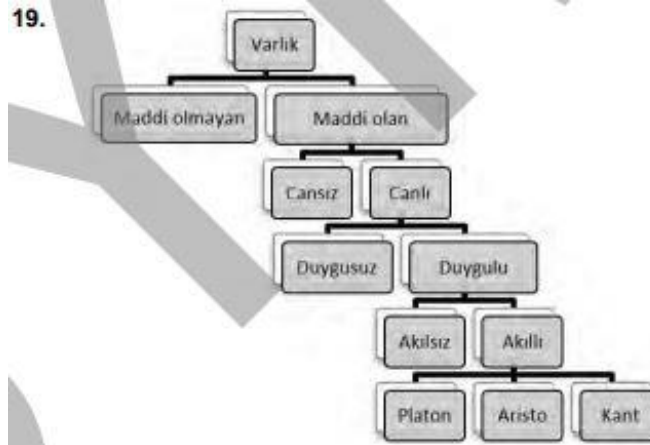 19.
Varlık
Maddi olmayan Maddi olan
Cansız Canlı
Duygusuz Duygulu
Akılsız Akıllı
Platon Aristo Kant